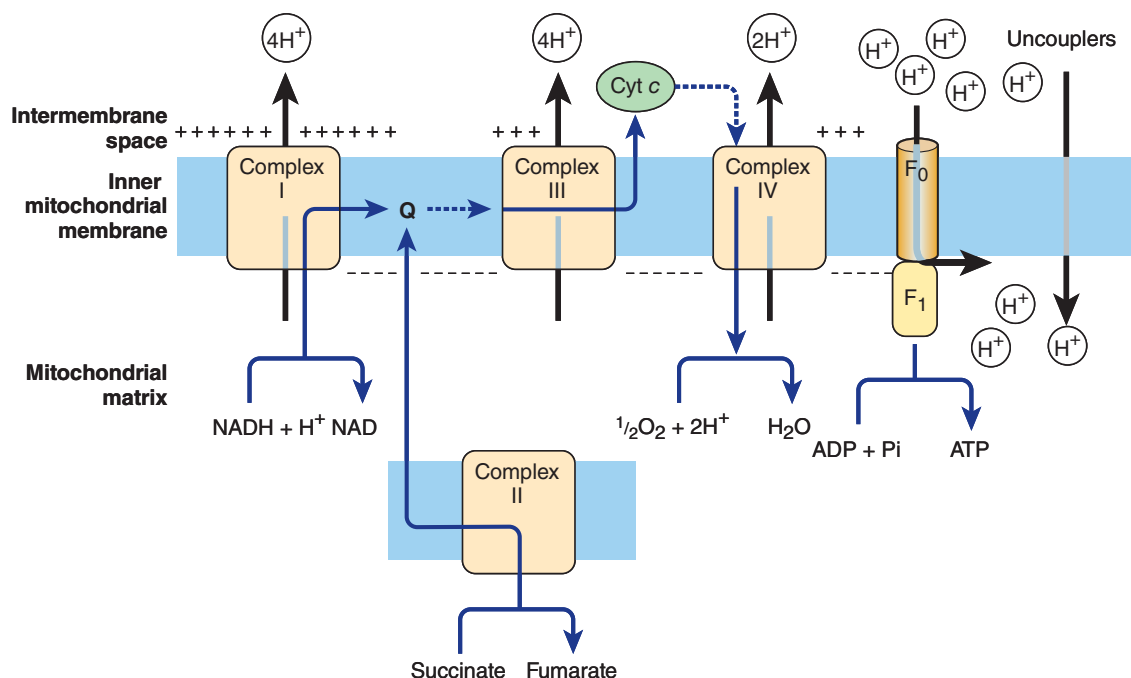 4H⁺
4H⁺
2H⁺
H⁺
H⁺
H⁺
H⁺
H⁺
Uncouplers
Cyt c
Intermembrane
space
++++++
++++++
+++
+++
Complex
I
Complex
III
Complex
IV
F₀
Inner
mitochondrial
membrane
Q
F₁
H⁺
H⁺
H⁺
Mitochondrial
matrix
NADH + H⁺ NAD
½O₂ + 2H⁺
H₂O
ADP + Pi
ATP
Complex
II
Succinate
Fumarate